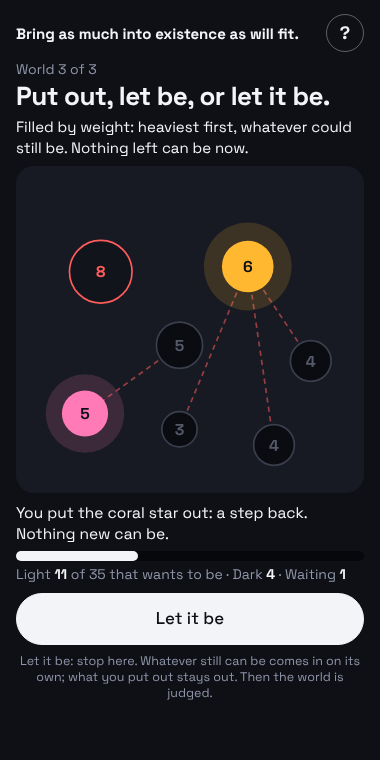 Bring as much into existence as will fit.
?
World 3 of 3
Put out, let be, or let it be.
Filled by weight: heaviest first, whatever could
still be. Nothing left can be now.
8
6
5
4
5
3
4
You put the coral star out: a step back.
Nothing new can be.
Light 11 of 35 that wants to be · Dark 4 · Waiting 1
Let it be
Let it be: stop here. Whatever still can be comes in on its
own; what you put out stays out. Then the world is
judged.